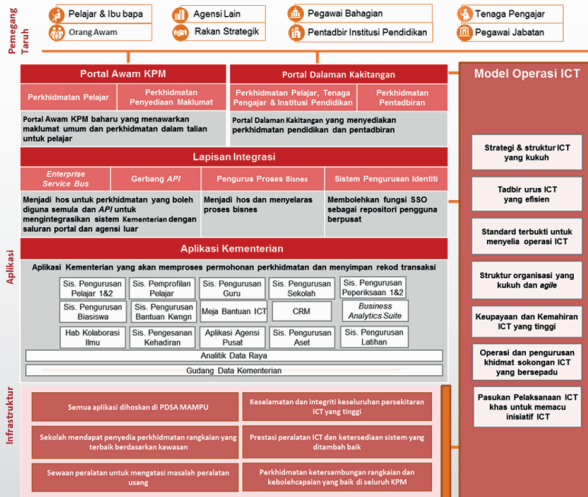 Pemegang
Taruh
Pelajar & Ibu bapa
Agensi Lain
Pegawai Bahagian
Tenaga Pengajar
Orang Awam
Rakan Strategik
Pentadbir Institusi Pendidikan
Pegawai Jabatan
Portal Awam KPM
Perkhidmatan Pelajar
Perkhidmatan
Penyediaan Maklumat
Portal Awam KPM baharu yang menawarkan
maklumat umum dan perkhidmatan dalam talian
untuk pelajar
Portal Dalaman Kakitangan
Perkhidmatan Pelajar, Tenaga
Pengajar & Institusi Pendidikan
Perkhidmatan
Pentadbiran
Portal Dalaman Kakitangan yang menyediakan
perkhidmatan pendidikan dan pentadbiran
Aplikasi
Lapisan Integrasi
Enterprise
Service Bus
Gerbang API
Pengurus Proses Bisnes
Sistem Pengurusan Identiti
Menjadi hos untuk perkhidmatan yang boleh
diguna semula dan API untuk
mengintegrasikan sistem Kementerian dengan
saluran portal dan agensi luar
Menjadi hos dan menyelaras
proses bisnes
Membolehkan fungsi SSO
sebagai repositori pengguna
berpusat
Aplikasi Kementerian
Aplikasi Kementerian yang akan memproses permohonan perkhidmatan dan menyimpan rekod transaksi
Sis. Pengurusan
Pelajar 1&2
Sis. Pemprofilan
Pelajar
Sis. Pengurusan
Guru
Sis. Pengurusan
Sekolah
Sis. Pengurusan
Peperiksaan 1&2
Sis. Pengurusan
Biasiswa
Sis. Pengurusan
Bantuan Kwngn
Meja Bantuan ICT
CRM
Business
Analytics Suite
Hab Kolaborasi
Ilmu
Sis. Pengesanan
Kehadiran
Aplikasi Agensi
Pusat
Sis. Pengurusan
Aset
Sis. Pengurusan
Latihan
Analitik Data Raya
Gudang Data Kementerian
Infrastruktur
Semua aplikasi dihoskan di PDSA MAMPU
Keselamatan dan integriti keseluruhan persekitaran
ICT yang tinggi
Sekolah mendapat penyedia perkhidmatan rangkaian yang
terbaik berdasarkan kawasan
Prestasi peralatan ICT dan ketersediaan sistem yang
ditambah baik
Sewaan peralatan untuk mengatasi masalah peralatan
usang
Perkhidmatan ketersambungan rangkaian dan
kebolehcapaian yang baik di seluruh KPM
Model Operasi ICT
Strategi & struktur ICT
yang kukuh
Tadbir urus ICT
yang efisien
Standard terbukti untuk
menyelia operasi ICT
Struktur organisasi yang
kukuh dan agile
Keupayaan dan Kemahiran
ICT yang tinggi
Operasi dan pengurusan
khidmat sokongan ICT
yang bersepadu
Pasukan Pelaksanaan ICT
khas untuk memacu
inisiatif ICT